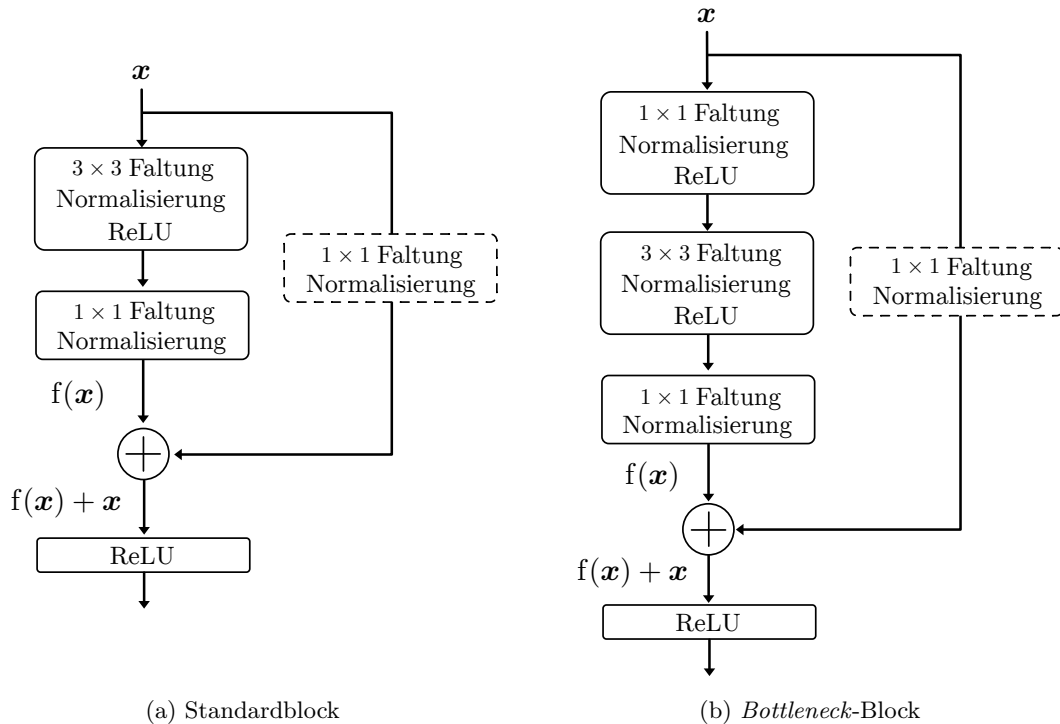 x
3 × 3 Faltung
Normalisierung
ReLU
1 × 1 Faltung
Normalisierung
1 × 1 Faltung
Normalisierung
f(x)
f(x) + x
ReLU
(a) Standardblock
x
1 × 1 Faltung
Normalisierung
ReLU
3 × 3 Faltung
Normalisierung
ReLU
1 × 1 Faltung
Normalisierung
1 × 1 Faltung
Normalisierung
f(x)
f(x) + x
ReLU
(b) Bottleneck-Block